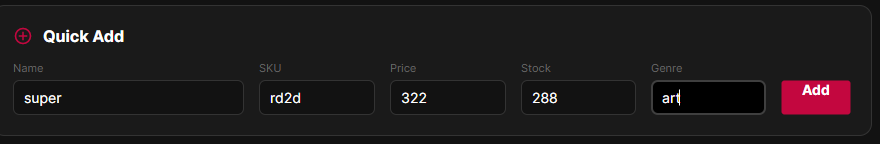 Quick Add
Name SKU Price Stock Genre
super rd2d 322 288 art Add